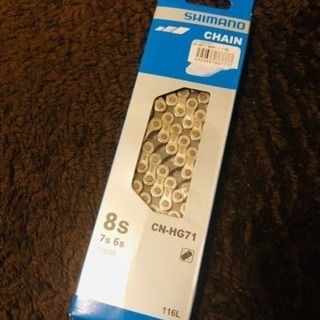 SHIMANO
CHAIN
8s
7s 6s
CN-HG71
116L